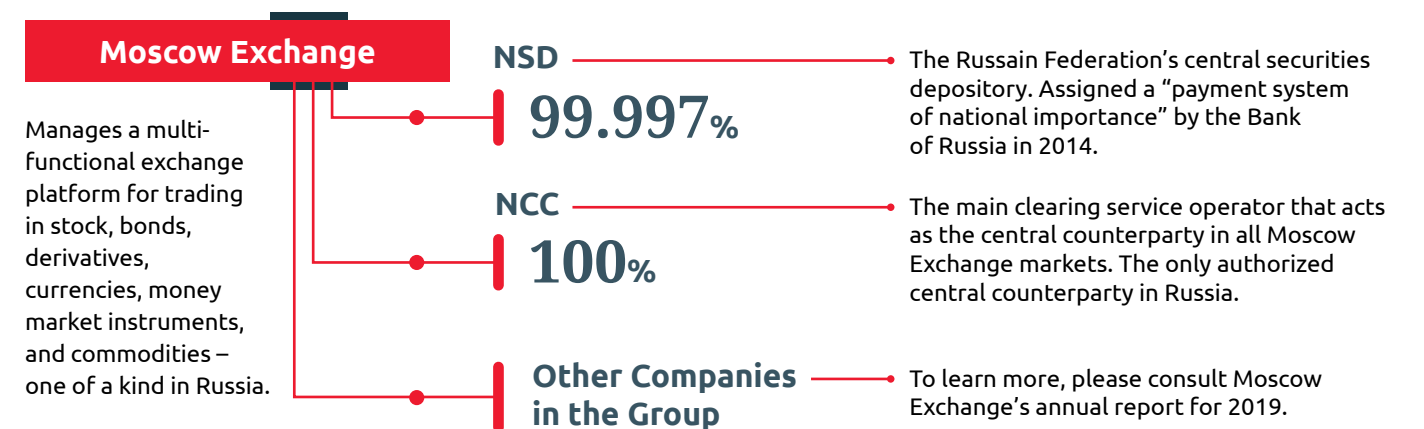 Moscow Exchange
Manages a multi-
functional exchange
platform for trading
in stock, bonds,
derivatives,
currencies, money
market instruments,
and commodities –
one of a kind in Russia.
NSD
99.997%
The Russain Federation’s central securities
depository. Assigned a “payment system
of national importance” by the Bank
of Russia in 2014.
NCC
100%
The main clearing service operator that acts
as the central counterparty in all Moscow
Exchange markets. The only authorized
central counterparty in Russia.
Other Companies
in the Group
To learn more, please consult Moscow
Exchange’s annual report for 2019.